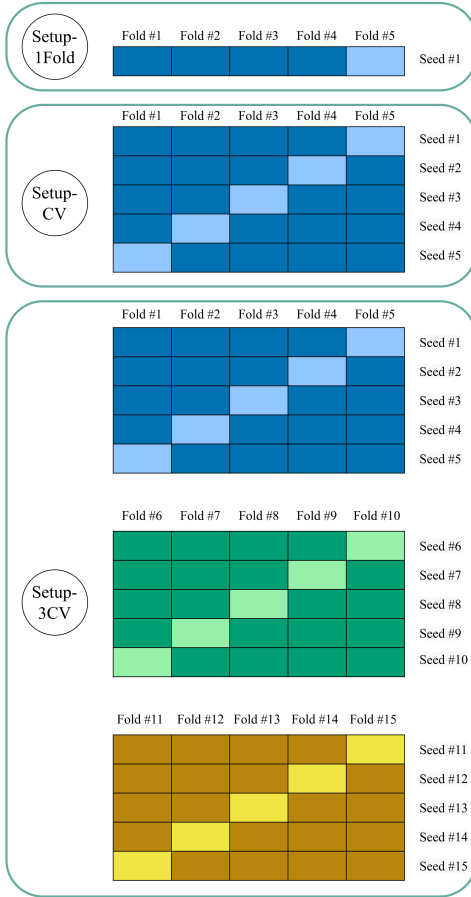 Setup-
1Fold
Fold #1 Fold #2 Fold #3 Fold #4 Fold #5
Seed #1
Setup-
CV
Fold #1 Fold #2 Fold #3 Fold #4 Fold #5
Seed #1
Seed #2
Seed #3
Seed #4
Seed #5
Setup-
3CV
Fold #1 Fold #2 Fold #3 Fold #4 Fold #5
Seed #1
Seed #2
Seed #3
Seed #4
Seed #5
Fold #6 Fold #7 Fold #8 Fold #9 Fold #10
Seed #6
Seed #7
Seed #8
Seed #9
Seed #10
Fold #11 Fold #12 Fold #13 Fold #14 Fold #15
Seed #11
Seed #12
Seed #13
Seed #14
Seed #15